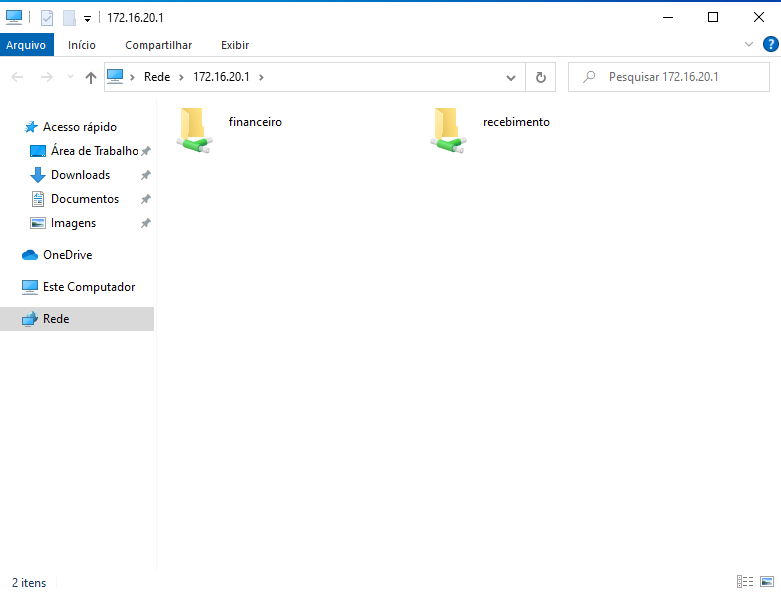 172.16.20.1
Arquivo Início Compartilhar Exibir
Rede 172.16.20.1 Pesquisar 172.16.20.1
Acesso rápido
Área de Trabalho
Downloads
Documentos
Imagens
OneDrive
Este Computador
Rede
financeiro recebimento
2 itens